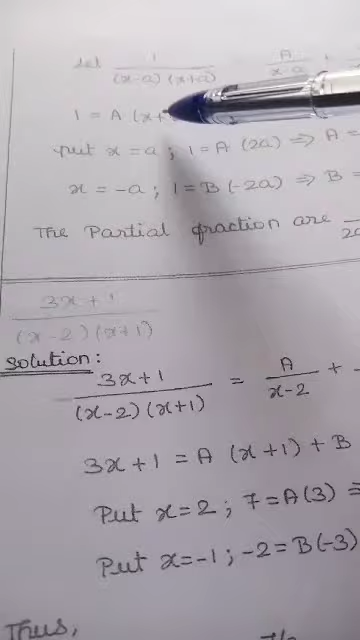 Let 1/((x-a)(x+a)) = A/(x-a) +
1 = A (x+
put x = a ; 1 = A (2a) ⇒ A =
x = -a ; 1 = B (-2a) ⇒ B =
The Partial fraction are
(3x+1)/((x-2)(x+1))
Solution:
(3x+1)/((x-2)(x+1)) = A/(x-2) +
3x+1 = A (x+1) + B
Put x=2 ; 7 = A(3) ⇒
Put x=-1 ; -2 = B(-3)
Thus,